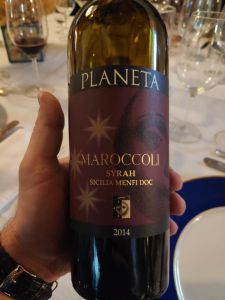 PLANETA
MAROCCOLI
SYRAH
SICILIA MENFI DOC
2014